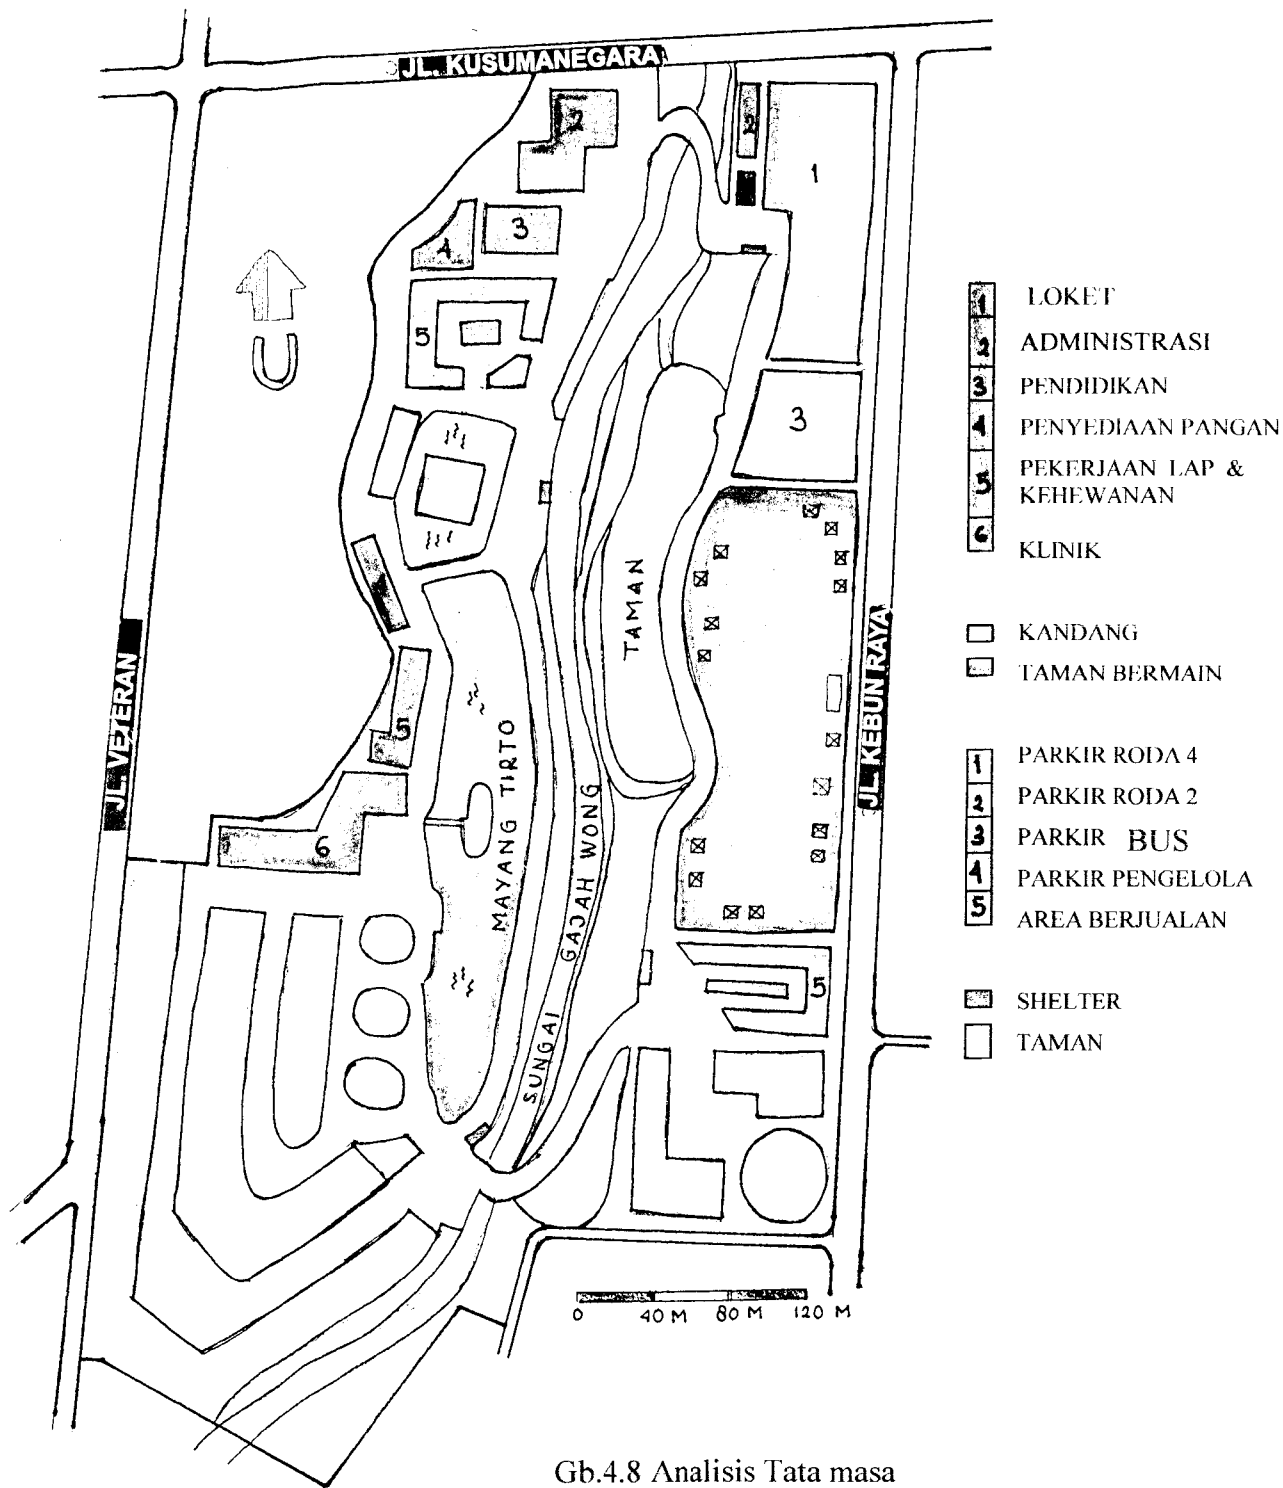 JL. KUSUMANEGARA
2
2
1
3
4
5
3
U
TAMAN
JL. VETERAN
JL. KEBUN RAYA
5
MAYANG TIRTO
6
SUNGAI GAJAH WONG
5
0 40 M 80 M 120 M
1 LOKET
2 ADMINISTRASI
3 PENDIDIKAN
4 PENYEDIAAN PANGAN
5 PEKERJAAN LAP &
KEHEWANAN
6 KLINIK
KANDANG
TAMAN BERMAIN
1 PARKIR RODA 4
2 PARKIR RODA 2
3 PARKIR BUS
4 PARKIR PENGELOLA
5 AREA BERJUALAN
SHELTER
TAMAN
Gb.4.8 Analisis Tata masa